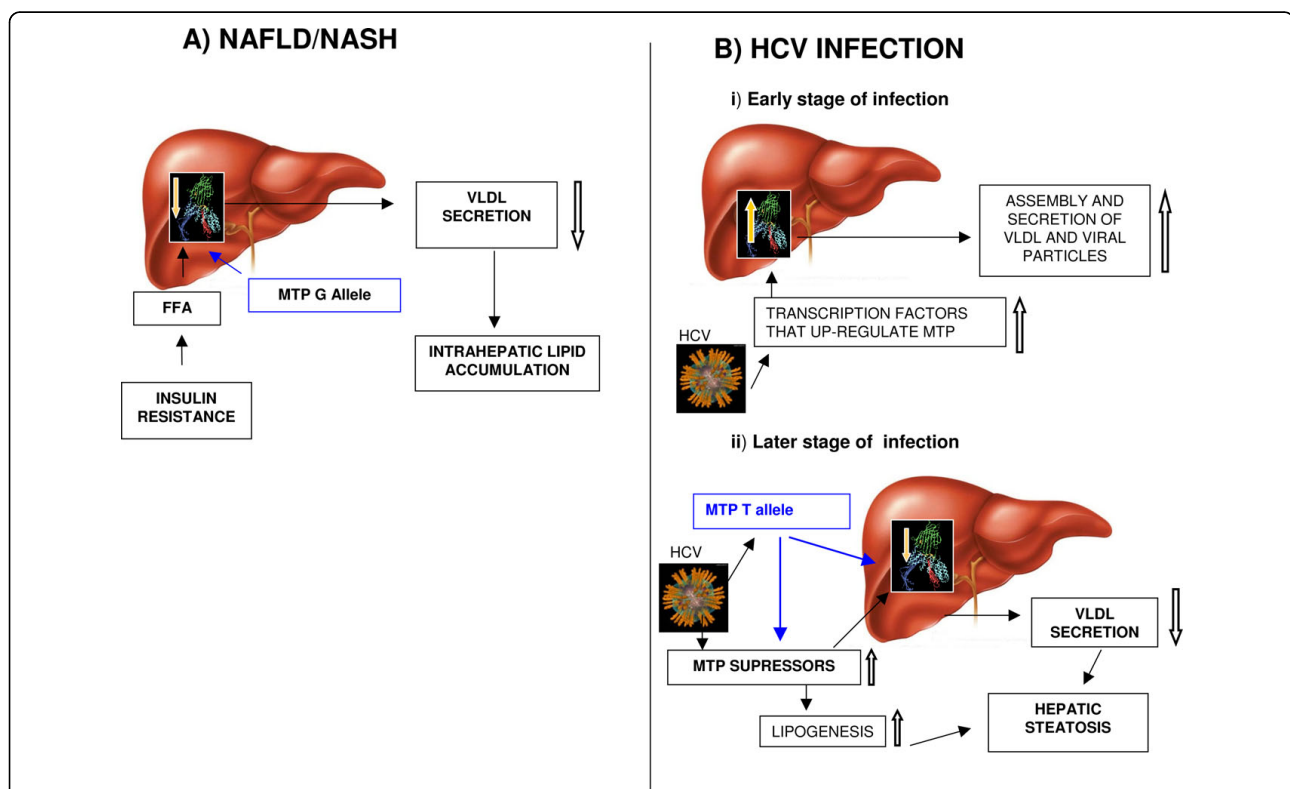 A) NAFLD/NASH
VLDL
SECRETION
MTP G Allele
FFA
INTRAHEPATIC LIPID
ACCUMULATION
INSULIN
RESISTANCE
B) HCV INFECTION
i) Early stage of infection
ASSEMBLY AND
SECRETION OF
VLDL AND VIRAL
PARTICLES
TRANSCRIPTION FACTORS
THAT UP-REGULATE MTP
HCV
ii) Later stage of infection
MTP T allele
HCV
VLDL
SECRETION
MTP SUPRESSORS
HEPATIC
STEATOSIS
LIPOGENESIS